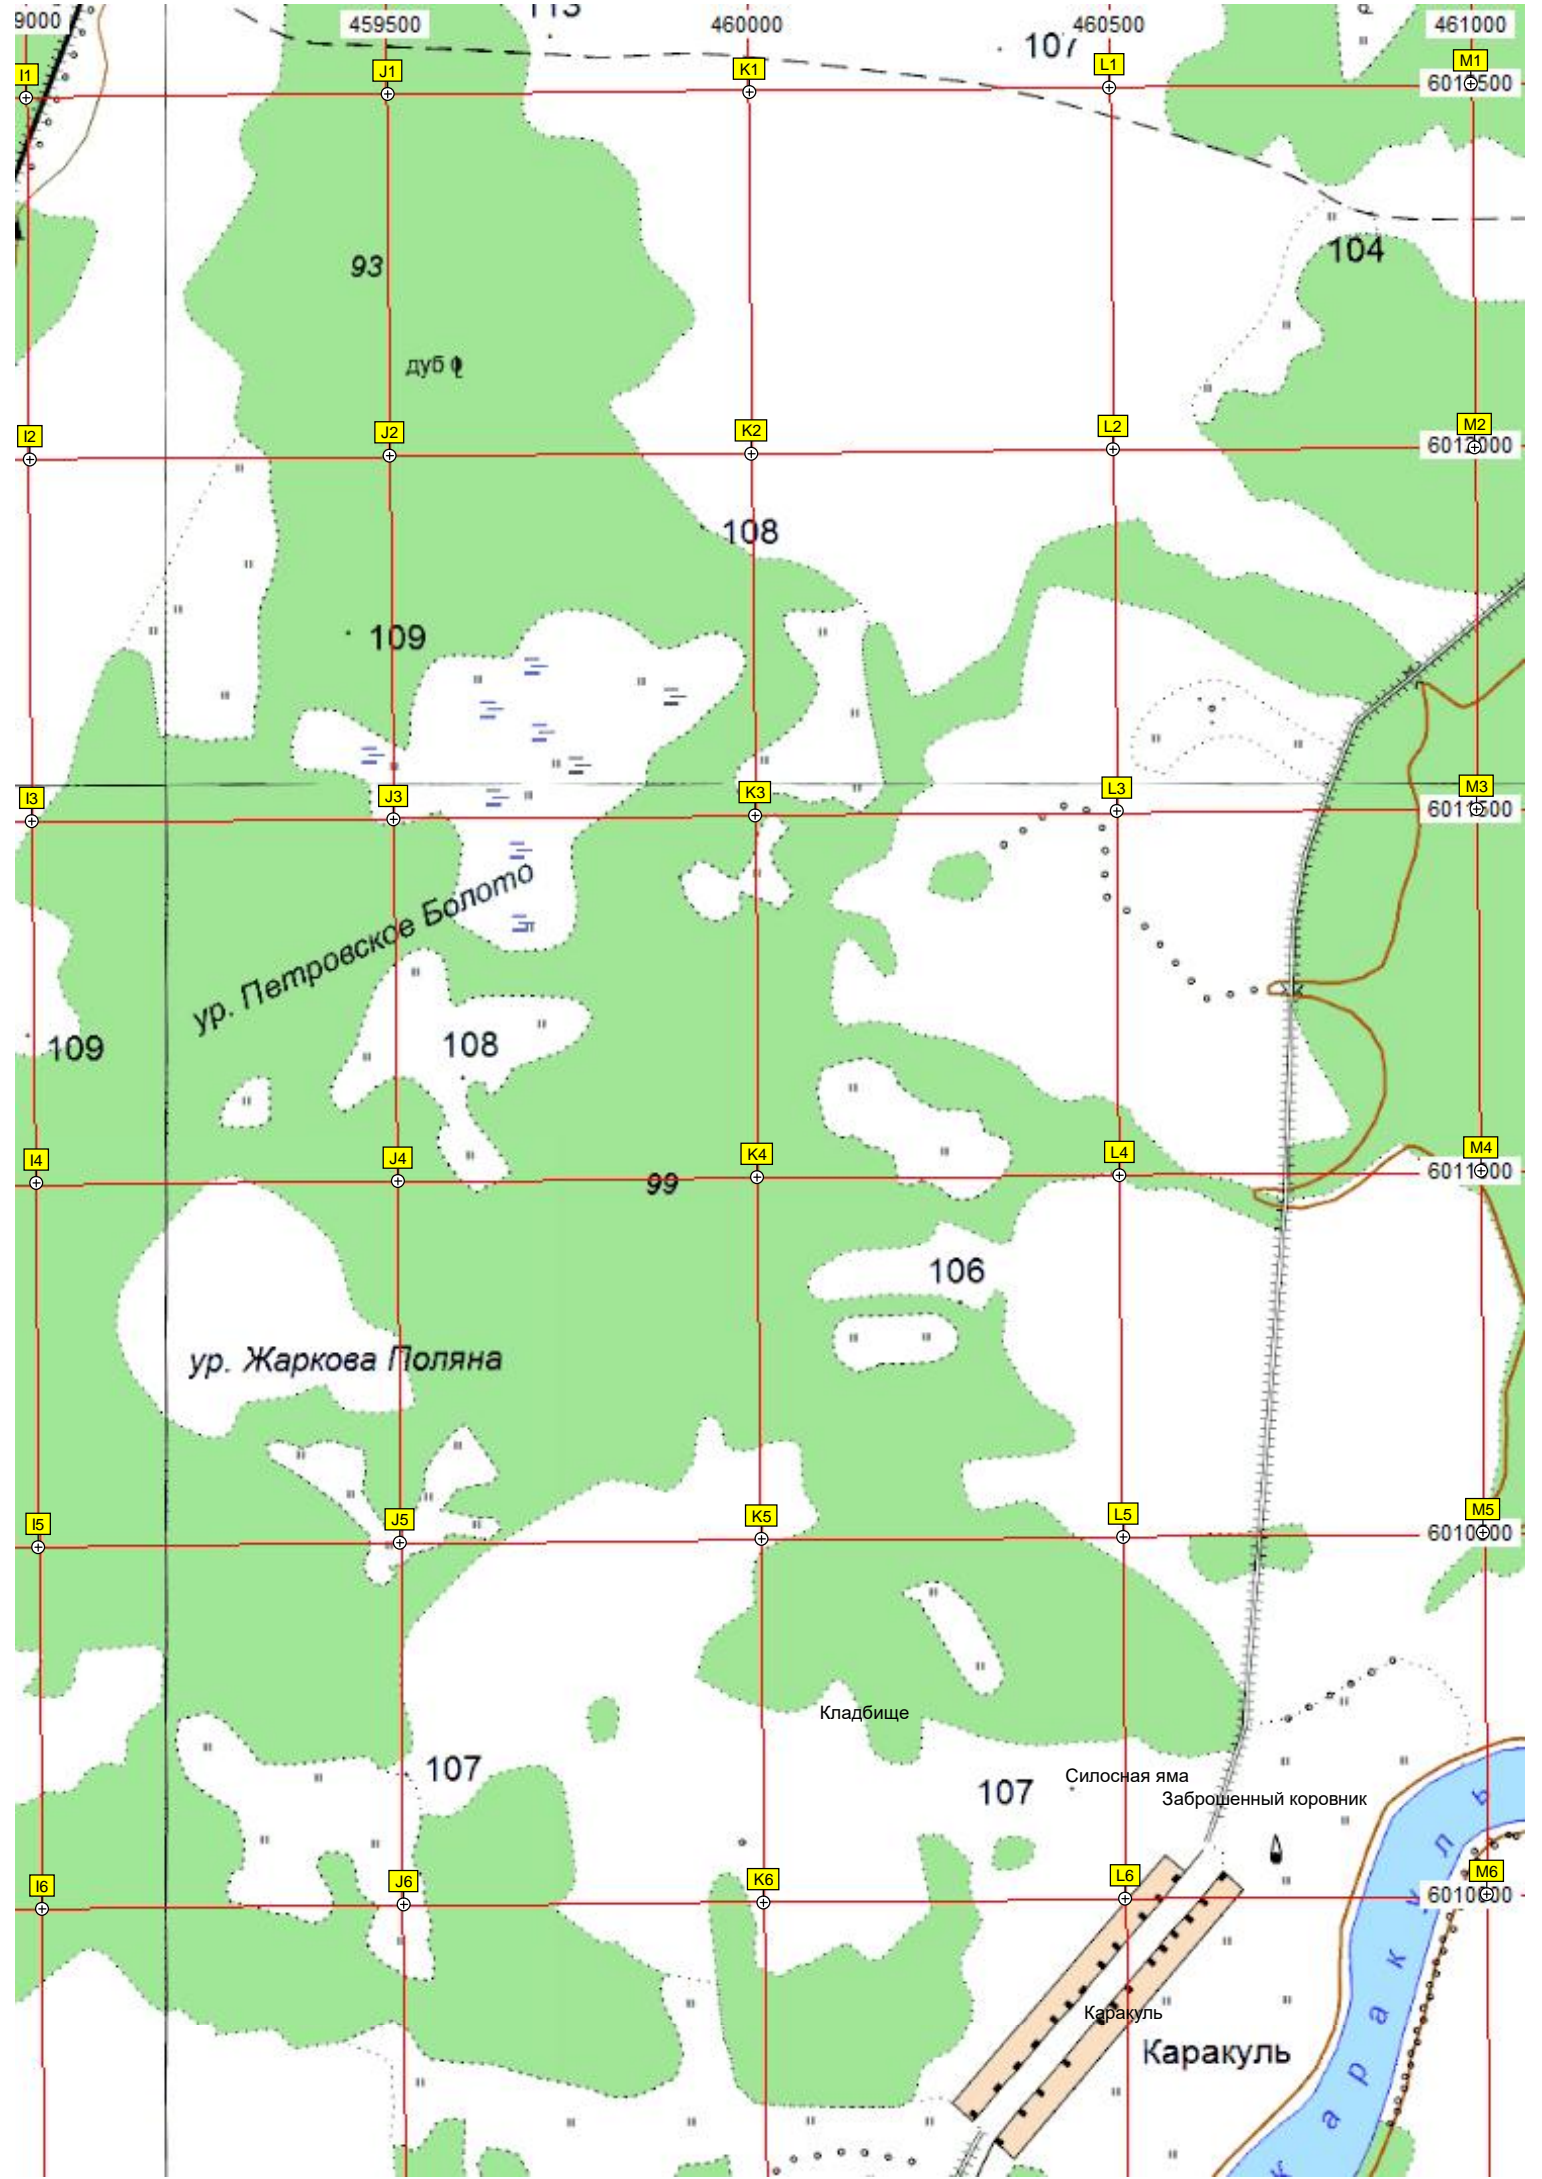 9000 459500 460000 460500 461000
113
107
I1 J1 K1 L1 M1
104
93
дуб
I2 J2 K2 L2 M2
108
109
I3 J3 K3 L3 M3
ур. Петровское Болото
109
108
I4 J4 K4 L4 M4
99
106
ур. Жаркова Поляна
I5 J5 K5 L5 M5
Кладбище
107
Силосная яма
107
Заброшенный коровник
I6 J6 K6 L6 M6
Каракуль
Каракуль
Каракуль